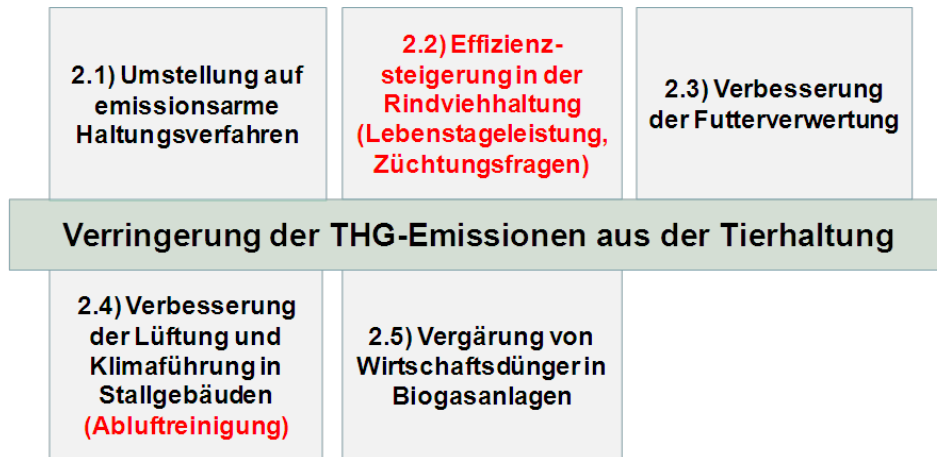 2.1) Umstellung auf
emissionsarme
Haltungsverfahren
2.2) Effizienz-
steigerung in der
Rindviehhaltung
(Lebenstageleistung,
Züchtungsfragen)
2.3) Verbesserung
der Futterverwertung
Verringerung der THG-Emissionen aus der Tierhaltung
2.4) Verbesserung
der Lüftung und
Klimaführung in
Stallgebäuden
(Abluftreinigung)
2.5) Vergärung von
Wirtschaftsdünger in
Biogasanlagen